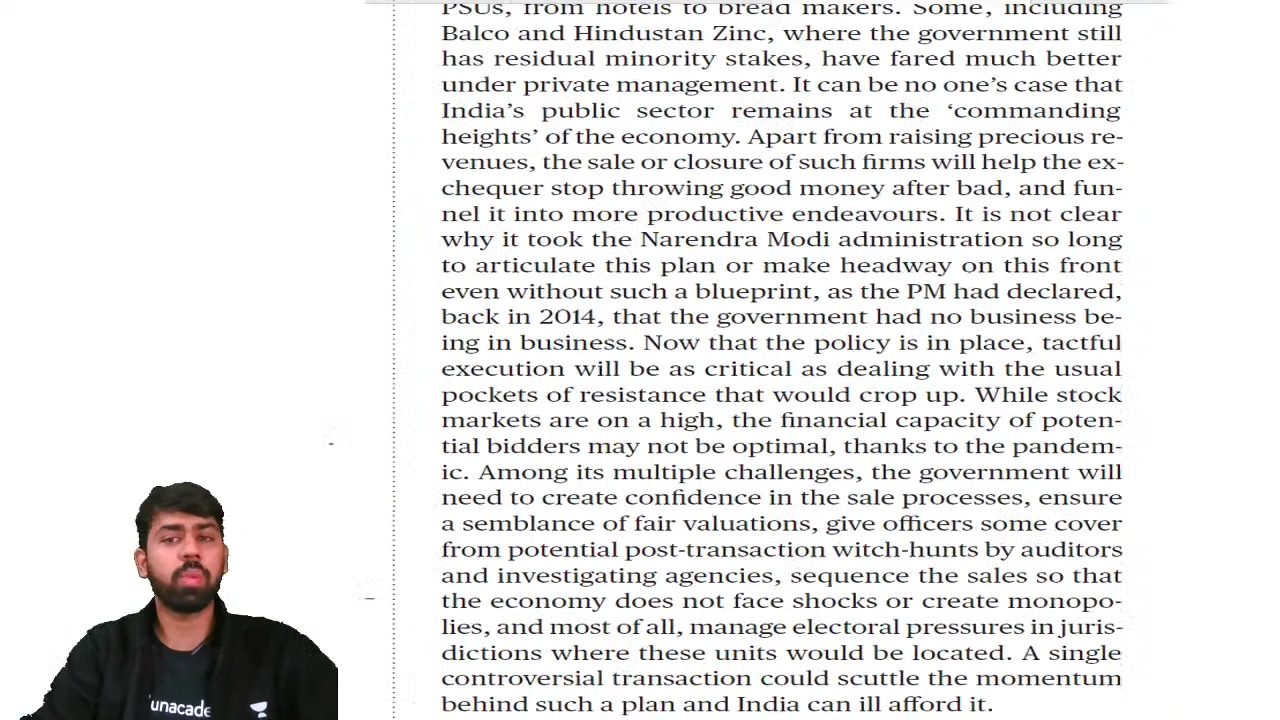 PSUs, from hotels to bread makers. Some, including
Balco and Hindustan Zinc, where the government still
has residual minority stakes, have fared much better
under private management. It can be no one's case that
India's public sector remains at the 'commanding
heights' of the economy. Apart from raising precious re-
venues, the sale or closure of such firms will help the ex-
chequer stop throwing good money after bad, and fun-
nel it into more productive endeavours. It is not clear
why it took the Narendra Modi administration so long
to articulate this plan or make headway on this front
even without such a blueprint, as the PM had declared,
back in 2014, that the government had no business be-
ing in business. Now that the policy is in place, tactful
execution will be as critical as dealing with the usual
pockets of resistance that would crop up. While stock
markets are on a high, the financial capacity of poten-
tial bidders may not be optimal, thanks to the pandem-
ic. Among its multiple challenges, the government will
need to create confidence in the sale processes, ensure
a semblance of fair valuations, give officers some cover
from potential post-transaction witch-hunts by auditors
and investigating agencies, sequence the sales so that
the economy does not face shocks or create monopo-
lies, and most of all, manage electoral pressures in juris-
dictions where these units would be located. A single
controversial transaction could scuttle the momentum
behind such a plan and India can ill afford it.
unacade